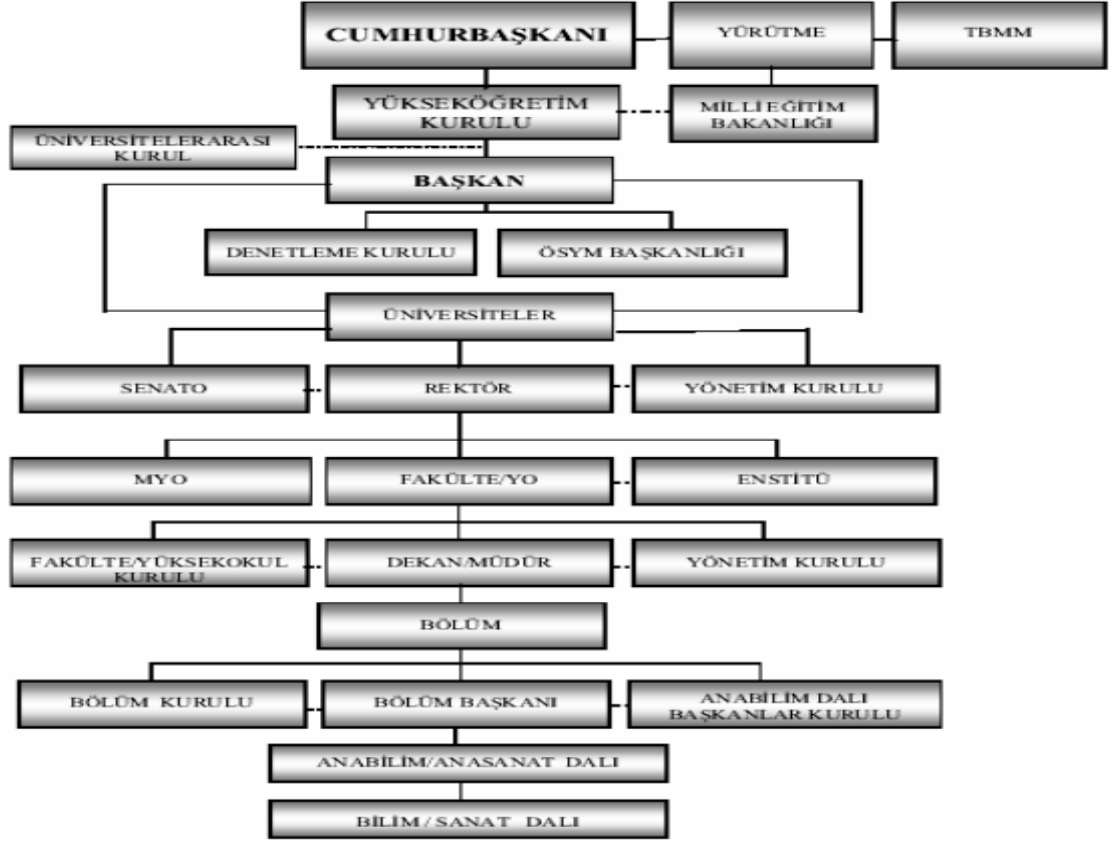 CUMHURBAŞKANI
YÜRÜTME
TBMM
YÜKSEKÖĞRETİM
KURULU
MİLLİ EĞİTİM
BAKANLIĞI
ÜNİVERSİTELERARASI
KURUL
BAŞKAN
DENETLEME KURULU
ÖSYM BAŞKANLIĞI
ÜNİVERSİTELER
SENATO
REKTÖR
YÖNETİM KURULU
MYO
FAKÜLTE/YO
ENSTİTÜ
FAKÜLTE/YÜKSEKOKUL
KURULU
DEKAN/MÜDÜR
YÖNETİM KURULU
BÖLÜM
BÖLÜM KURULU
BÖLÜM BAŞKANI
ANABİLİM DALI
BAŞKANLAR KURULU
ANABİLİM/ANASANAT DALI
BİLİM / SANAT DALI